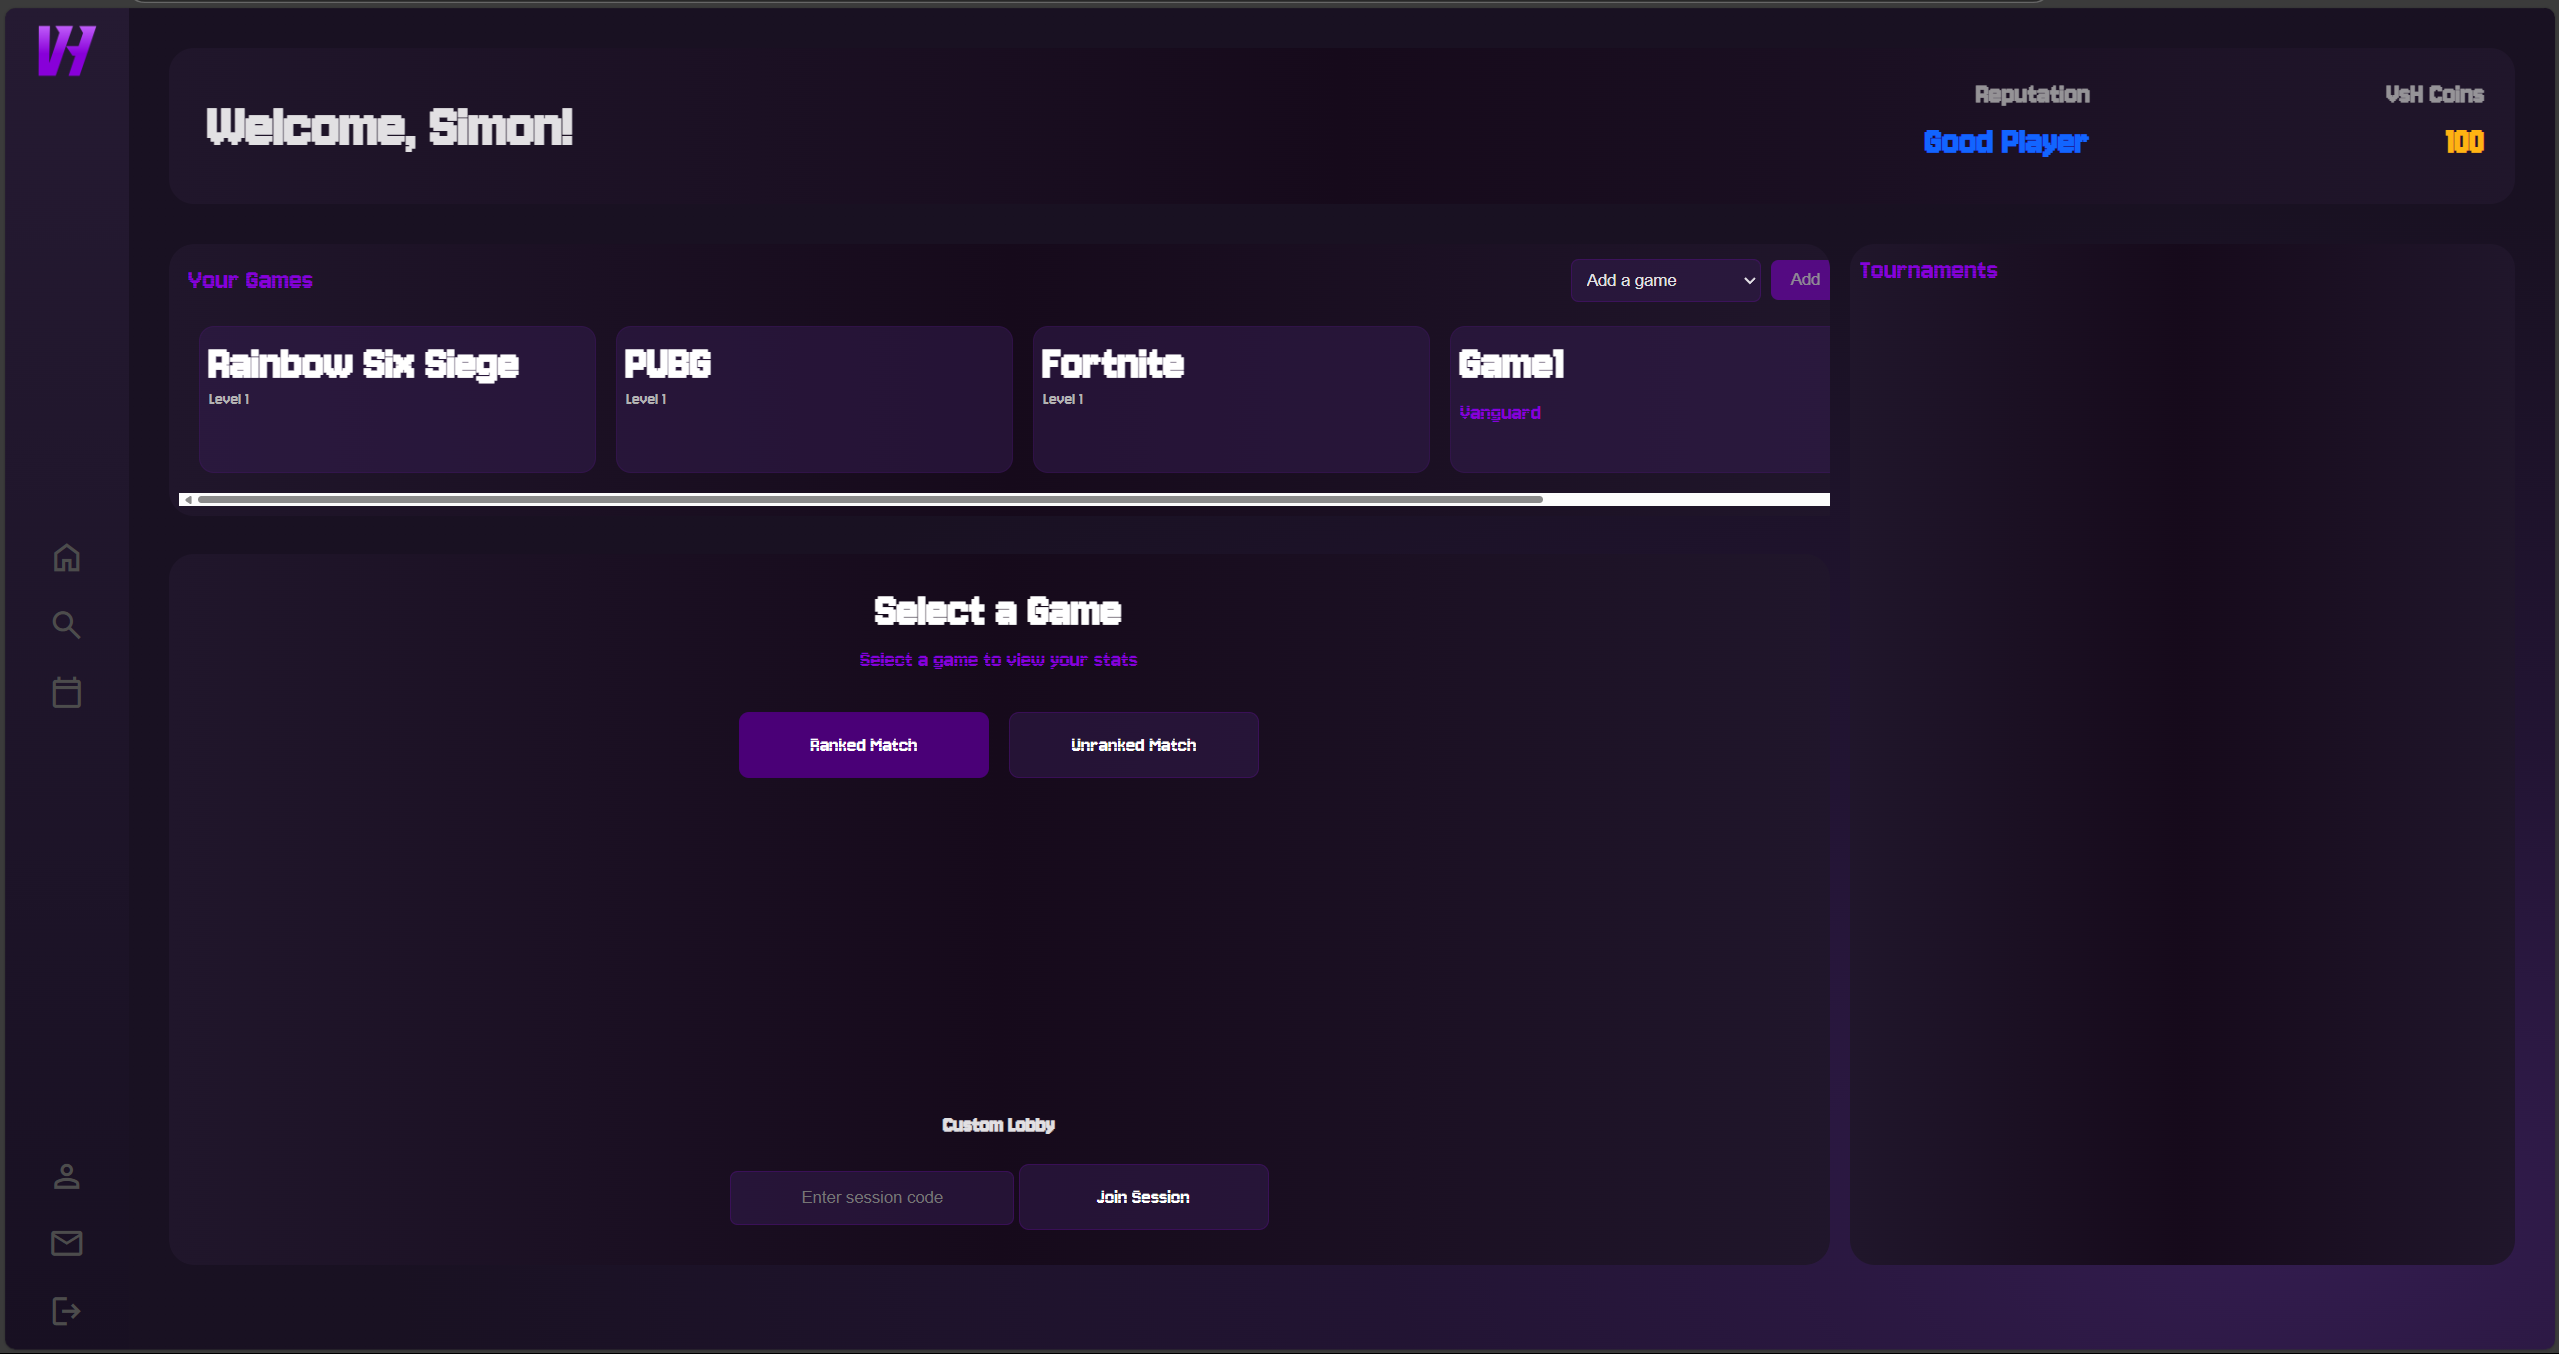 VH
Welcome, Simon!
Reputation
Good Player
VsH Coins
100
Your Games
Add a game
Add
Rainbow Six Siege
Level 1
PUBG
Level 1
Fortnite
Level 1
Game1
Vanguard
Tournaments
Select a Game
Select a game to view your stats
Ranked Match
Unranked Match
Custom Lobby
Enter session code
Join Session